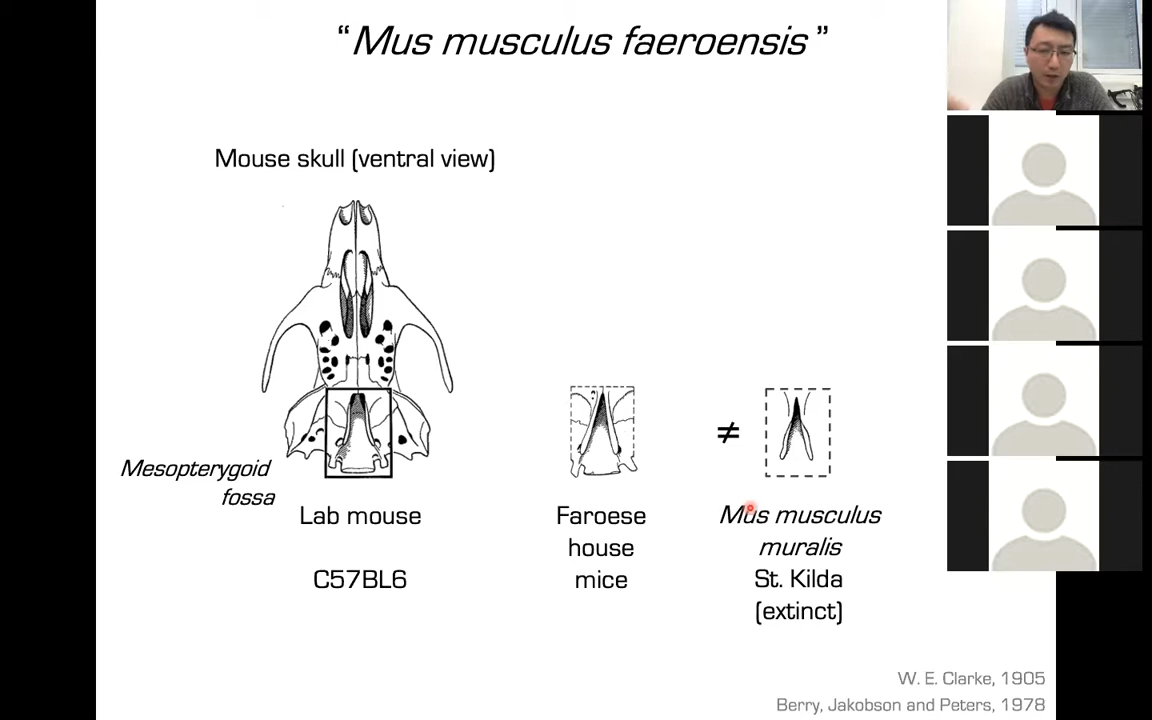 “Mus musculus faeroensis”
Mouse skull (ventral view)
Mesopterygoid
fossa
Lab mouse
C57BL6
Faroese
house
mice
≠
Mus musculus
muralis
St. Kilda
(extinct)
W. E. Clarke, 1905
Berry, Jakobson and Peters, 1978